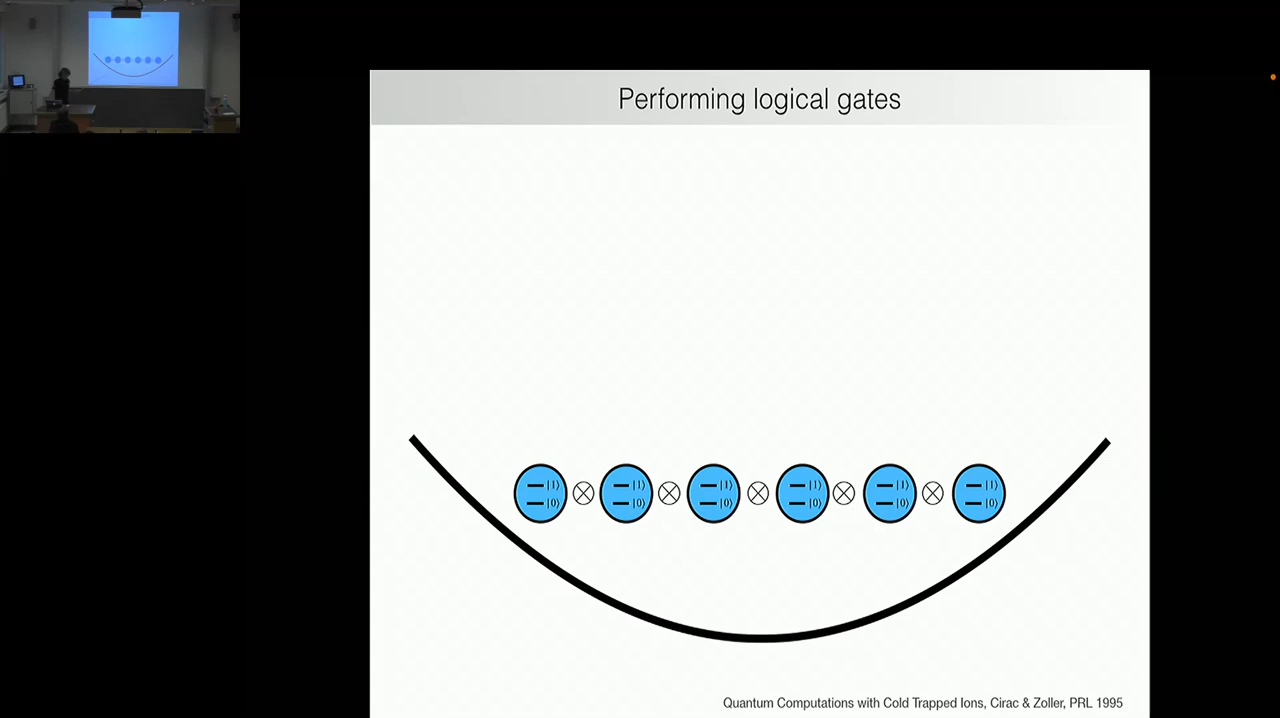 Performing logical gates
|1⟩ |1⟩ |1⟩ |1⟩ |1⟩ |1⟩
|0⟩ |0⟩ |0⟩ |0⟩ |0⟩ |0⟩
Quantum Computations with Cold Trapped Ions, Cirac & Zoller, PRL 1995